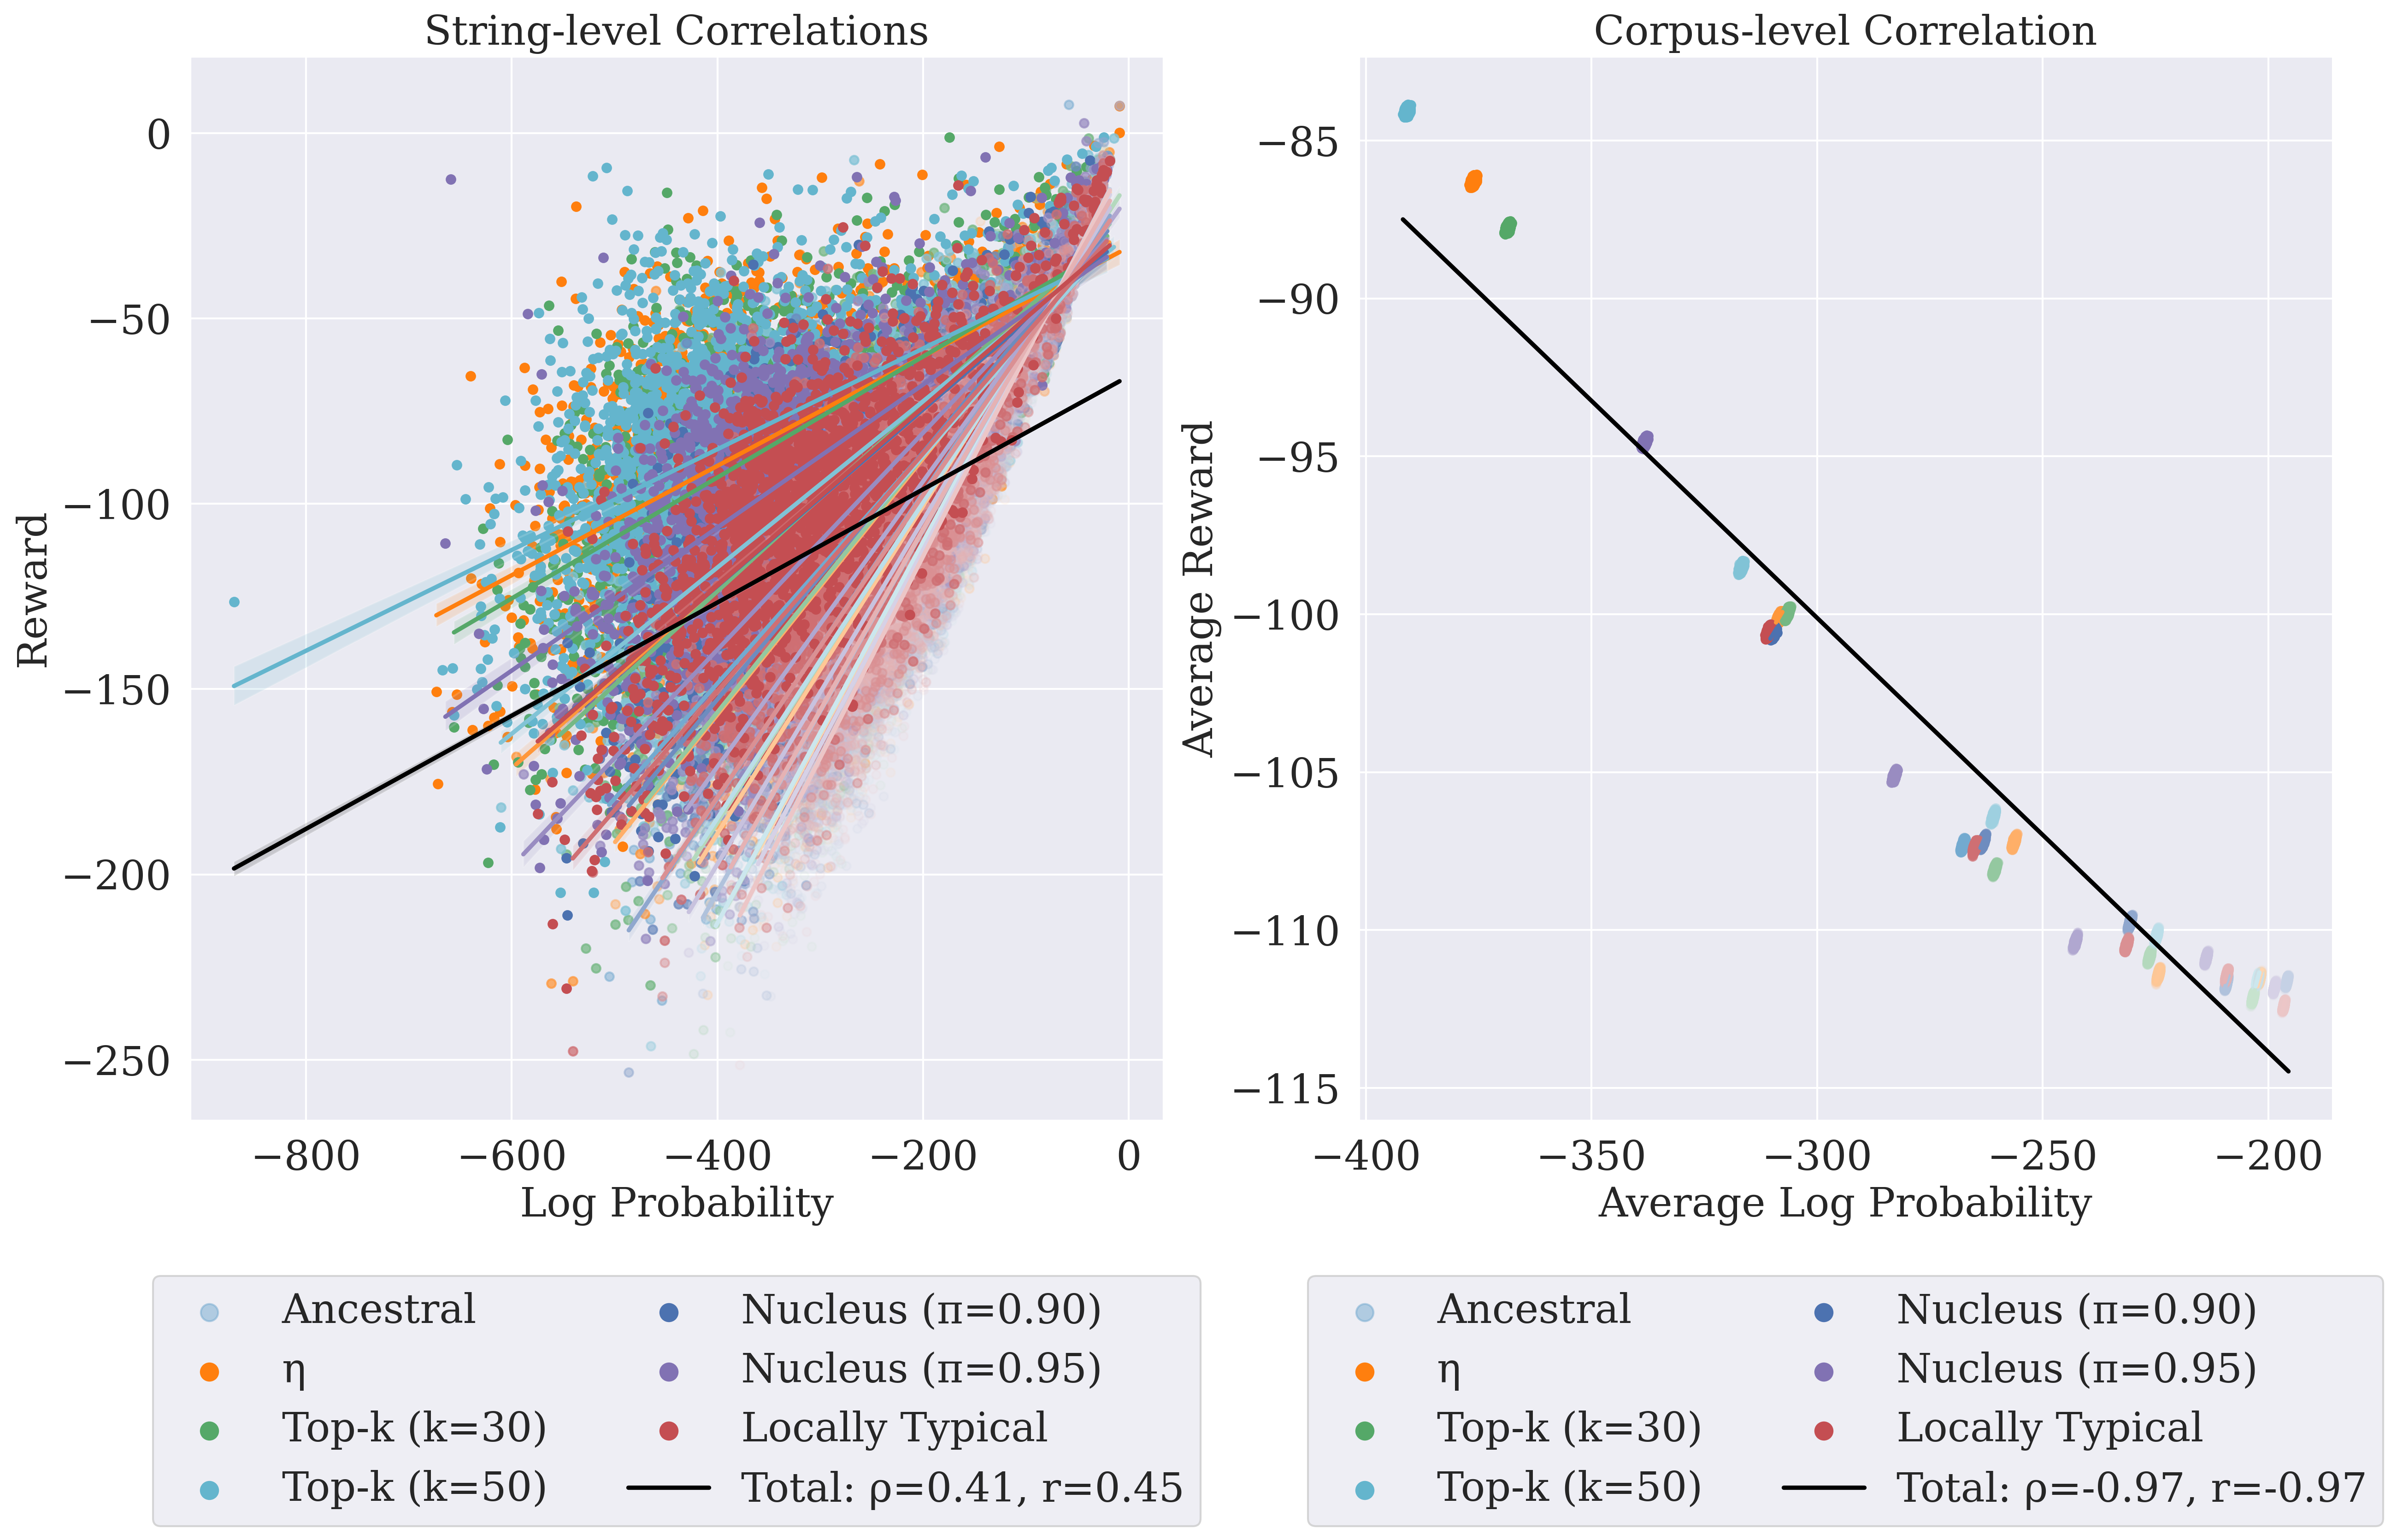 String-level Correlations
0
−50
−100
−150
−200
−250
Reward
−800
−600
−400
−200
0
Log Probability
Corpus-level Correlation
−85
−90
−95
−100
−105
−110
−115
Average Reward
−400
−350
−300
−250
−200
Average Log Probability
Ancestral
η
Top-k (k=30)
Top-k (k=50)
Nucleus (π=0.90)
Nucleus (π=0.95)
Locally Typical
Total: ρ=0.41, r=0.45
Ancestral
η
Top-k (k=30)
Top-k (k=50)
Nucleus (π=0.90)
Nucleus (π=0.95)
Locally Typical
Total: ρ=-0.97, r=-0.97